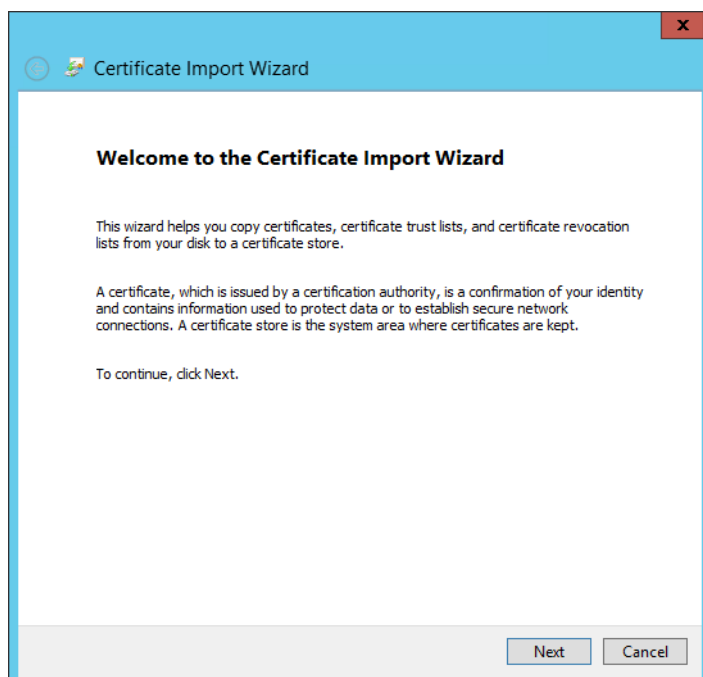 x
Certificate Import Wizard
Welcome to the Certificate Import Wizard
This wizard helps you copy certificates, certificate trust lists, and certificate revocation
lists from your disk to a certificate store.
A certificate, which is issued by a certification authority, is a confirmation of your identity
and contains information used to protect data or to establish secure network
connections. A certificate store is the system area where certificates are kept.
To continue, click Next.
Next Cancel